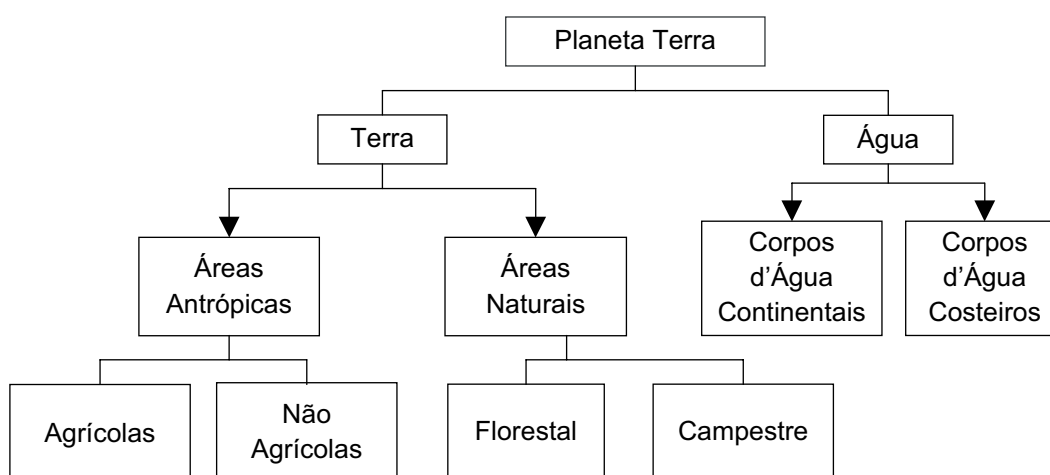 Planeta Terra
Terra
Água
Áreas
Antrópicas
Áreas
Naturais
Corpos
d’Água
Continentais
Corpos
d’Água
Costeiros
Agrícolas
Não
Agrícolas
Florestal
Campestre